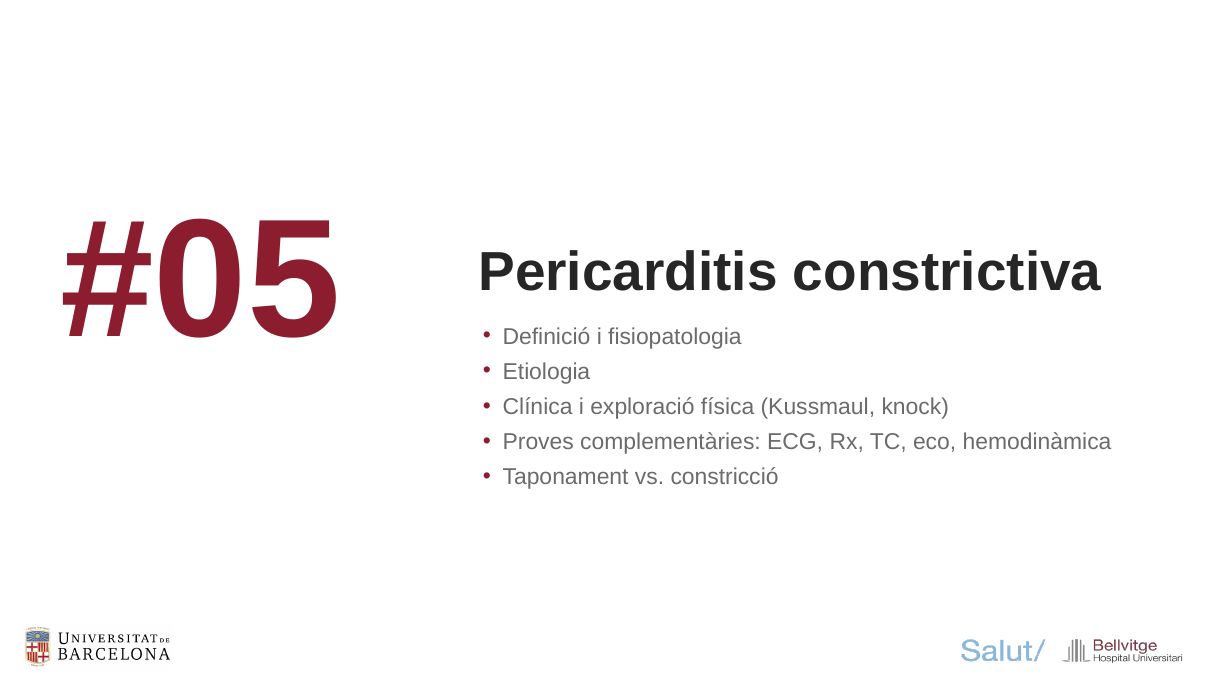 #05
Pericarditis constrictiva
• Definició i fisiopatologia
• Etiologia
• Clínica i exploració física (Kussmaul, knock)
• Proves complementàries: ECG, Rx, TC, eco, hemodinàmica
• Taponament vs. constricció
UNIVERSITAT DE
BARCELONA
Salut/
Bellvitge
Hospital Universitari